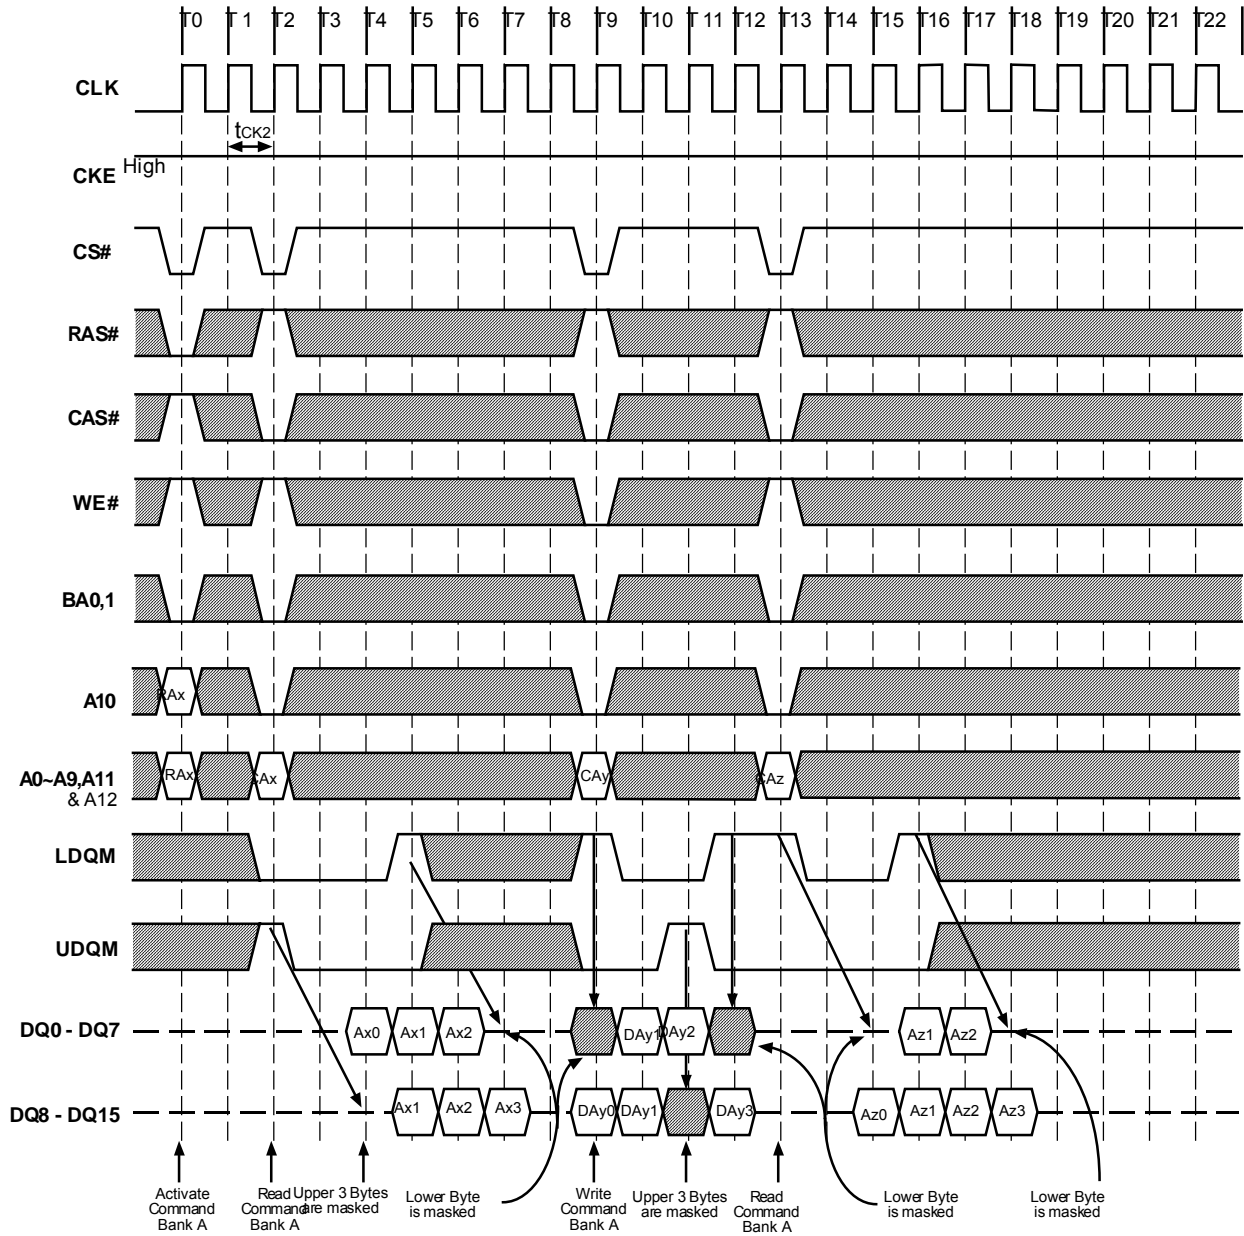 T0 T 1 T2 T3 T4 T5 T6 T7 T8 T9 T10 T 11 T12 T13 T14 T15 T16 T17 T18 T19 T20 T21 T22
CLK
tCK2
High
CKE
CS#
RAS#
CAS#
WE#
BA0,1
RAx
A10
RAx CAx CAy CAz
A0~A9,A11
& A12
LDQM
UDQM
DQ0 - DQ7 Ax0 Ax1 Ax2 DAy1 DAy2 Az1 Az2
DQ8 - DQ15 Ax1 Ax2 Ax3 DAy0 DAy1 DAy3 Az0 Az1 Az2 Az3
Activate
Command
Bank A
Read
Command
Bank A
Upper 3 Bytes
are masked
Lower Byte
is masked
Write
Command
Bank A
Upper 3 Bytes
are masked
Read
Command
Bank A
Lower Byte
is masked
Lower Byte
is masked